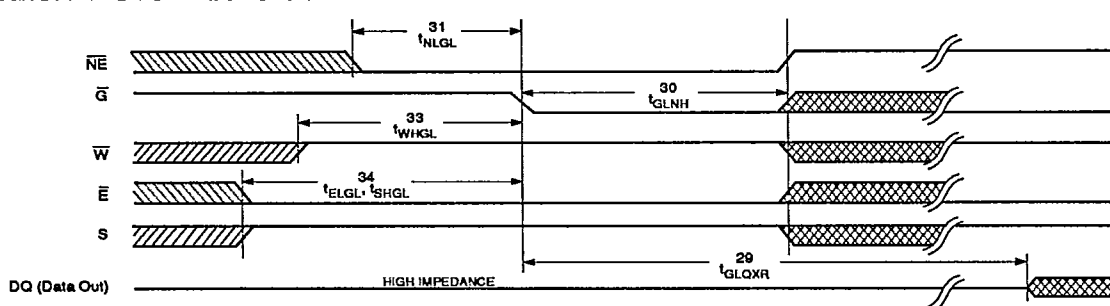 31
tNLGL
NE
G
30
tGLNH
33
tWHGL
W
34
tELGL, tSHGL
E
S
29
tGLQXR
DQ (Data Out)
HIGH IMPEDANCE